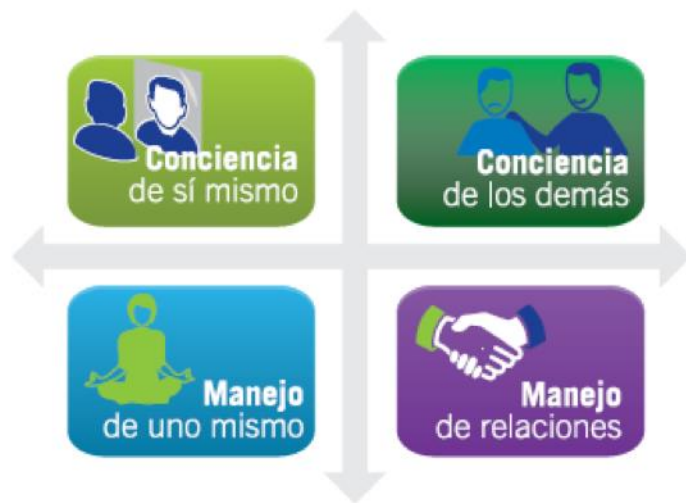 Conciencia
de sí mismo
Conciencia
de los demás
Manejo
de uno mismo
Manejo
de relaciones